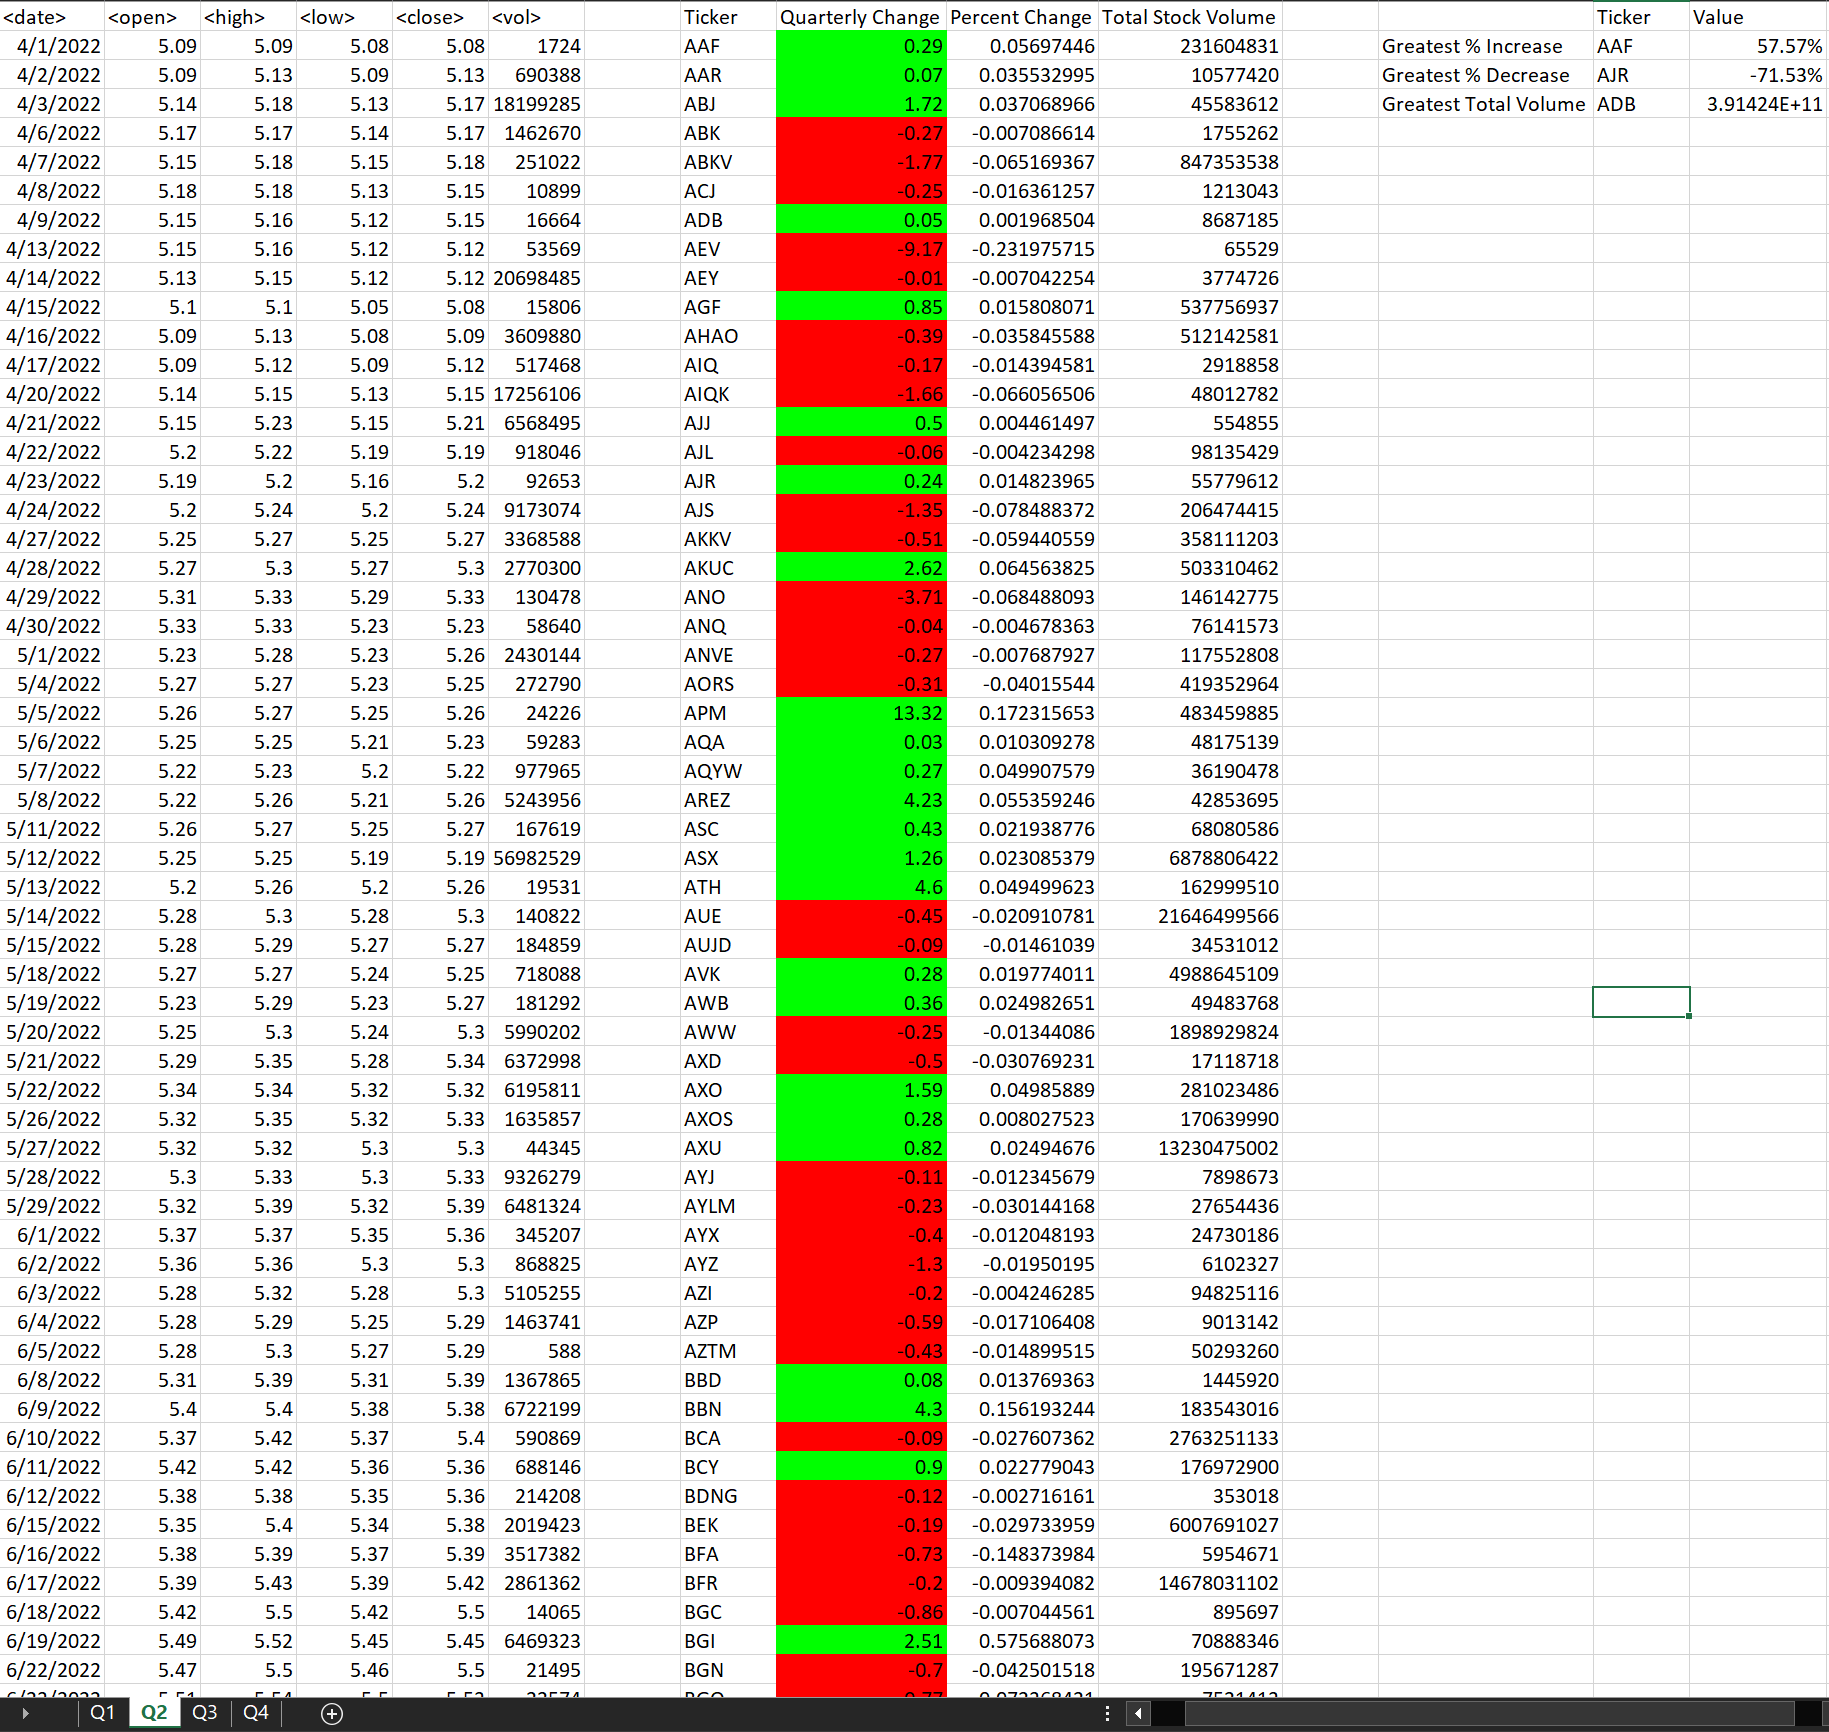 <date> <open> <high> <low> <close> <vol> Ticker Quarterly Change Percent Change Total Stock Volume Ticker Value
4/1/2022 5.09 5.09 5.08 5.08 1724 AAF 0.29 0.05697446 231604831 Greatest % Increase AAF 57.57%
4/2/2022 5.09 5.13 5.09 5.13 690388 AAR 0.07 0.035532995 10577420 Greatest % Decrease AJR -71.53%
4/3/2022 5.14 5.18 5.13 5.17 18199285 ABJ 1.72 0.037068966 45583612 Greatest Total Volume ADB 3.91424E+11
4/6/2022 5.17 5.17 5.14 5.17 1462670 ABK -0.27 -0.007086614 1755262
4/7/2022 5.15 5.18 5.15 5.18 251022 ABKV -1.77 -0.065169367 847353538
4/8/2022 5.18 5.18 5.13 5.15 10899 ACJ -0.25 -0.016361257 1213043
4/9/2022 5.15 5.16 5.12 5.15 16664 ADB 0.05 0.001968504 8687185
4/13/2022 5.15 5.16 5.12 5.12 53569 AEV -9.17 -0.231975715 65529
4/14/2022 5.13 5.15 5.12 5.12 20698485 AEY -0.01 -0.007042254 3774726
4/15/2022 5.1 5.1 5.05 5.08 15806 AGF 0.85 0.015808071 537756937
4/16/2022 5.09 5.13 5.08 5.09 3609880 AHAO -0.39 -0.035845588 512142581
4/17/2022 5.09 5.12 5.09 5.12 517468 AIQ -0.17 -0.014394581 2918858
4/20/2022 5.14 5.15 5.13 5.15 17256106 AIQK -1.66 -0.066056506 48012782
4/21/2022 5.15 5.23 5.15 5.21 6568495 AJJ 0.5 0.004461497 554855
4/22/2022 5.2 5.22 5.19 5.19 918046 AJL -0.06 -0.004234298 98135429
4/23/2022 5.19 5.2 5.16 5.2 92653 AJR 0.24 0.014823965 55779612
4/24/2022 5.2 5.24 5.2 5.24 9173074 AJS -1.35 -0.078488372 206474415
4/27/2022 5.25 5.27 5.25 5.27 3368588 AKKV -0.51 -0.059440559 358111203
4/28/2022 5.27 5.3 5.27 5.3 2770300 AKUC 2.62 0.064563825 503310462
4/29/2022 5.31 5.33 5.29 5.33 130478 ANO -3.71 -0.068488093 146142775
4/30/2022 5.33 5.33 5.23 5.23 58640 ANQ -0.04 -0.004678363 76141573
5/1/2022 5.23 5.28 5.23 5.26 2430144 ANVE -0.27 -0.007687927 117552808
5/4/2022 5.27 5.27 5.23 5.25 272790 AORS -0.31 -0.04015544 419352964
5/5/2022 5.26 5.27 5.25 5.26 24226 APM 13.32 0.172315653 483459885
5/6/2022 5.25 5.25 5.21 5.23 59283 AQA 0.03 0.010309278 48175139
5/7/2022 5.22 5.23 5.2 5.22 977965 AQYW 0.27 0.049907579 36190478
5/8/2022 5.22 5.26 5.21 5.26 5243956 AREZ 4.23 0.055359246 42853695
5/11/2022 5.26 5.27 5.25 5.27 167619 ASC 0.43 0.021938776 68080586
5/12/2022 5.25 5.25 5.19 5.19 56982529 ASX 1.26 0.023085379 6878806422
5/13/2022 5.2 5.26 5.2 5.26 19531 ATH 4.6 0.049499623 162999510
5/14/2022 5.28 5.3 5.28 5.3 140822 AUE -0.45 -0.020910781 21646499566
5/15/2022 5.28 5.29 5.27 5.27 184859 AUJD -0.09 -0.01461039 34531012
5/18/2022 5.27 5.27 5.24 5.25 718088 AVK 0.28 0.019774011 4988645109
5/19/2022 5.23 5.29 5.23 5.27 181292 AWB 0.36 0.024982651 49483768
5/20/2022 5.25 5.3 5.24 5.3 5990202 AWW -0.25 -0.01344086 1898929824
5/21/2022 5.29 5.35 5.28 5.34 6372998 AXD -0.5 -0.030769231 17118718
5/22/2022 5.34 5.34 5.32 5.32 6195811 AXO 1.59 0.04985889 281023486
5/26/2022 5.32 5.35 5.32 5.33 1635857 AXOS 0.28 0.008027523 170639990
5/27/2022 5.32 5.32 5.3 5.3 44345 AXU 0.82 0.02494676 13230475002
5/28/2022 5.3 5.33 5.3 5.33 9326279 AYJ -0.11 -0.012345679 7898673
5/29/2022 5.32 5.39 5.32 5.39 6481324 AYLM -0.23 -0.030144168 27654436
6/1/2022 5.37 5.37 5.35 5.36 345207 AYX -0.4 -0.012048193 24730186
6/2/2022 5.36 5.36 5.3 5.3 868825 AYZ -1.3 -0.01950195 6102327
6/3/2022 5.28 5.32 5.28 5.3 5105255 AZI -0.2 -0.004246285 94825116
6/4/2022 5.28 5.29 5.25 5.29 1463741 AZP -0.59 -0.017106408 9013142
6/5/2022 5.28 5.3 5.27 5.29 588 AZTM -0.43 -0.014899515 50293260
6/8/2022 5.31 5.39 5.31 5.39 1367865 BBD 0.08 0.013769363 1445920
6/9/2022 5.4 5.4 5.38 5.38 6722199 BBN 4.3 0.156193244 183543016
6/10/2022 5.37 5.42 5.37 5.4 590869 BCA -0.09 -0.027607362 2763251133
6/11/2022 5.42 5.42 5.36 5.36 688146 BCY 0.9 0.022779043 176972900
6/12/2022 5.38 5.38 5.35 5.36 214208 BDNG -0.12 -0.002716161 353018
6/15/2022 5.35 5.4 5.34 5.38 2019423 BEK -0.19 -0.029733959 6007691027
6/16/2022 5.38 5.39 5.37 5.39 3517382 BFA -0.73 -0.148373984 5954671
6/17/2022 5.39 5.43 5.39 5.42 2861362 BFR -0.2 -0.009394082 14678031102
6/18/2022 5.42 5.5 5.42 5.5 14065 BGC -0.86 -0.007044561 895697
6/19/2022 5.49 5.52 5.45 5.45 6469323 BGI 2.51 0.575688073 70888346
6/22/2022 5.47 5.5 5.46 5.5 21495 BGN -0.7 -0.042501518 195671287
Q1 Q2 Q3 Q4